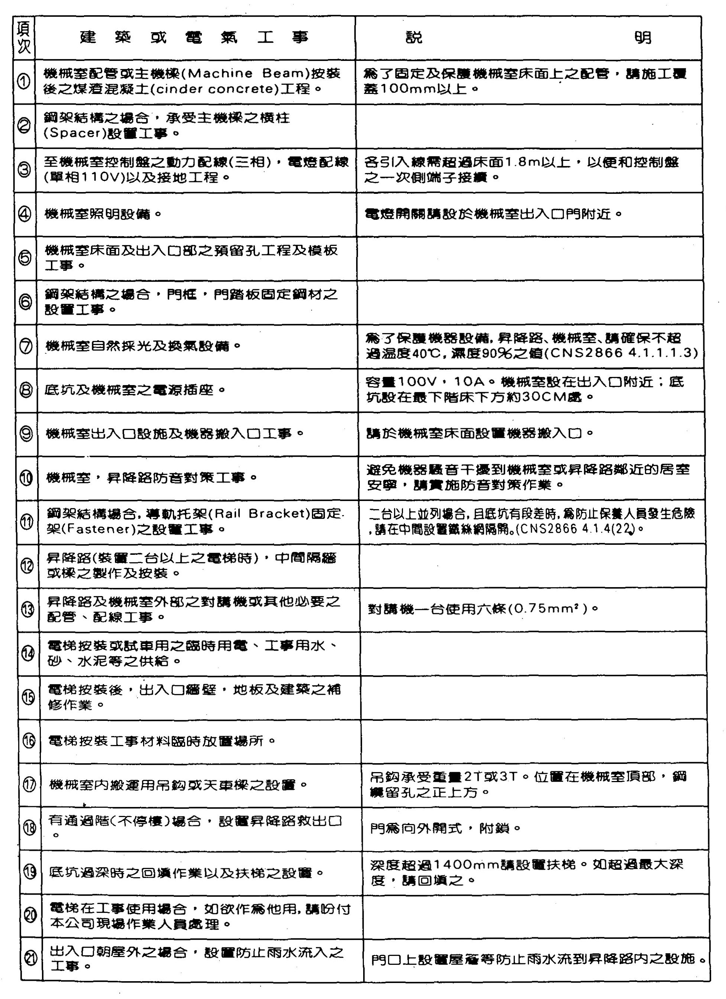 項次 建築或電氣工事 說明
① 機械室配管或主機樑(Machine Beam)按裝
後之煤渣混凝土(cinder concrete)工程。
爲了固定及保護機械室床面上之配管，請施工覆
蓋100mm以上。
② 鋼架結構之場合，承受主機樑之橫柱
(Spacer)設置工事。
③ 至機械室控制盤之動力配線(三相)，電燈配線
(單相110V)以及接地工程。
各引入線需超過床面1.8m以上，以便和控制盤
之一次側端子接續。
④ 機械室照明設備。
電燈開關請設於機械室出入口門附近。
⑤ 機械室床面及出入口部之預留孔工程及模板
工事。
⑥ 鋼架結構之場合，門框，門踏板固定鋼材之
設置工事。
⑦ 機械室自然採光及換氣設備。
爲了保護機器設備,昇降路、機械室、請確保不超
過溫度40℃,濕度90%之値(CNS2866 4.1.1.1.3)
⑧ 底坑及機械室之電源插座。
容量100V，10A。機械室設在出入口附近；底
坑設在最下階床下方約30CM處。
⑨ 機械室出入口設施及機器搬入口工事。
請於機械室床面設置機器搬入口。
⑩ 機械室，昇降路防音對策工事。
避免機器騷音干擾到機械室或昇降路鄰近的居室
安寧，請實施防音對策作業。
⑪ 鋼架結構場合,導軌托架(Rail Bracket)固定
架(Fastener)之設置工事。
二台以上並列場合,且底坑有段差時,爲防止保養人員發生危險
,請在中間設置鐵絲網隔開。(CNS2866 4.1.4(22)。
⑫ 昇降路(裝置二台以上之電梯時)，中間隔牆
或樑之製作及按裝。
⑬ 昇降路及機械室外部之對講機或其他必要之
配管、配線工事。
對講機一台使用六條(0.75mm²)。
⑭ 電梯按裝或試車用之臨時用電、工事用水、
砂、水泥等之供給。
⑮ 電梯按裝後，出入口牆壁，地板及建築之補
修作業。
⑯ 電梯按裝工事材料臨時放置場所。
⑰ 機械室內搬運用吊鈎或天車樑之設置。
吊鈎承受重量2T或3T。位置在機械室頂部，鋼
纜留孔之正上方。
⑱ 有通過階(不停樓)場合，設置昇降路救出口
。
門爲向外開式，附鎖。
⑲ 底坑過深時之回填作業以及扶梯之設置。
深度超過1400mm請設置扶梯。如超過最大深
度，請回填之。
⑳ 電梯在工事使用場合，如欲作爲他用,請吩付
本公司現場作業人員處理。
㉑ 出入口朝屋外之場合，設置防止雨水流入之
工事。
門口上設置屋簷等防止雨水流到昇降路內之設施。